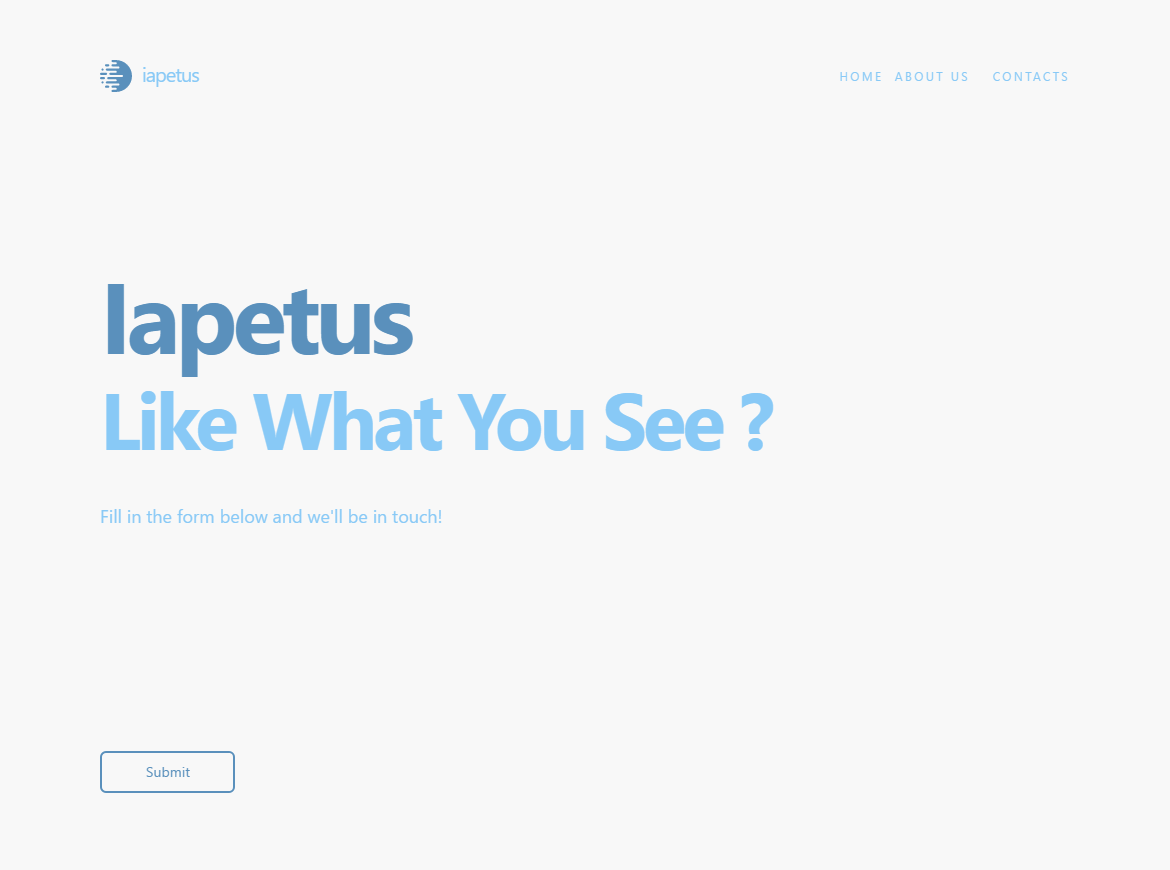 iapetus
HOME ABOUT US CONTACTS
Iapetus
Like What You See ?
Fill in the form below and we'll be in touch!
Submit